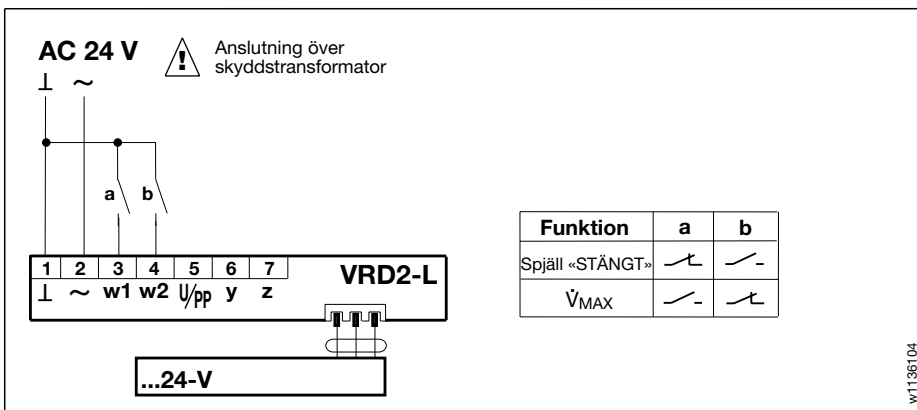 AC 24 V
Anslutning över
skyddstransformator
⊥ ~
a b
1 2 3 4 5 6 7
⊥ ~ w1 w2 U/pp y z
VRD2-L
...24-V
Funktion a b
Spjäll «STÄNGT»
V̇MAX
w1136104